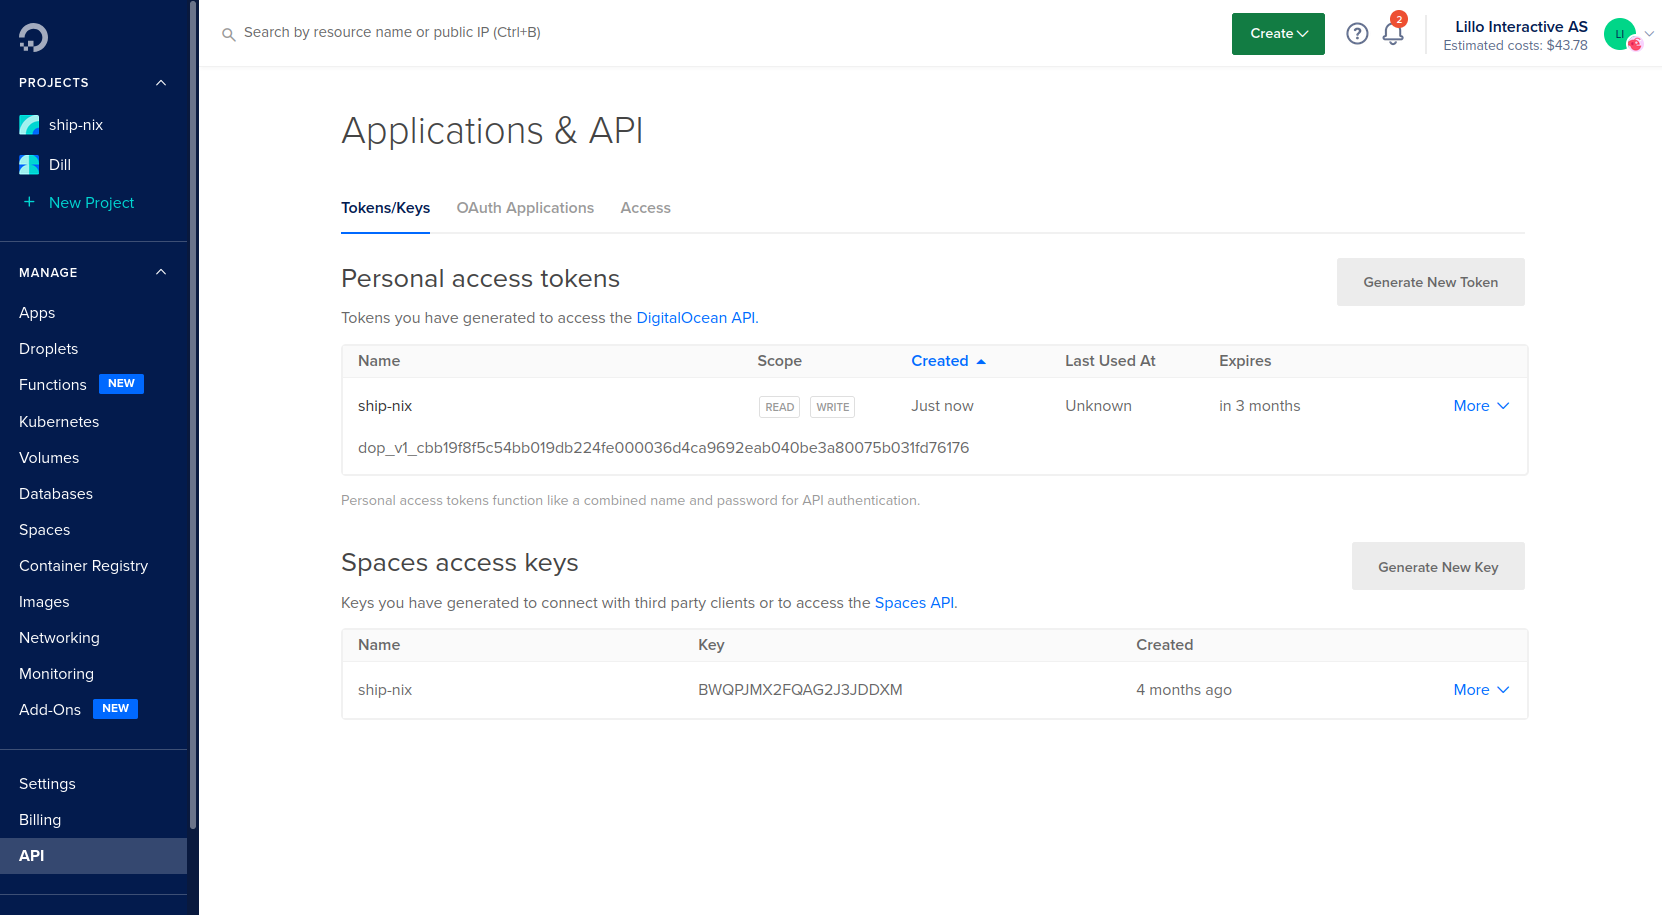 Search by resource name or public IP (Ctrl+B)
Create
2
Lillo Interactive AS
Estimated costs: $43.78
LI
PROJECTS
ship-nix
Dill
+ New Project
MANAGE
Apps
Droplets
Functions NEW
Kubernetes
Volumes
Databases
Spaces
Container Registry
Images
Networking
Monitoring
Add-Ons NEW
Settings
Billing
API
Applications & API
Tokens/Keys OAuth Applications Access
Personal access tokens
Generate New Token
Tokens you have generated to access the DigitalOcean API.
Name Scope Created Last Used At Expires
ship-nix READ WRITE Just now Unknown in 3 months More
dop_v1_cbb19f8f5c54bb019db224fe000036d4ca9692eab040be3a80075b031fd76176
Personal access tokens function like a combined name and password for API authentication.
Spaces access keys
Generate New Key
Keys you have generated to connect with third party clients or to access the Spaces API.
Name Key Created
ship-nix BWQPJMX2FQAG2J3JDDXM 4 months ago More